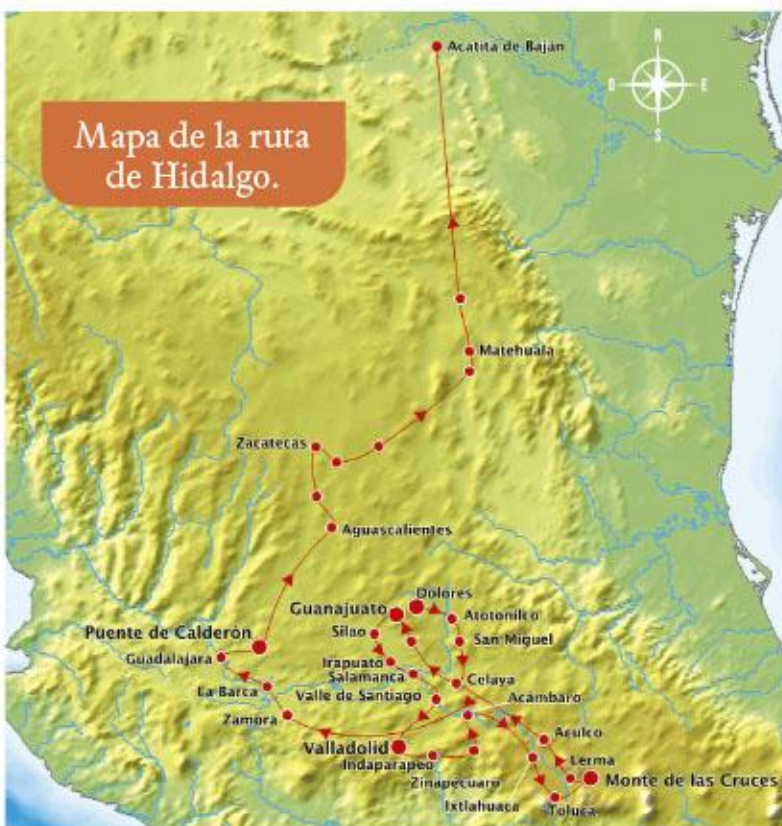 Acatita de Baján
N
O
E
S
Mapa de la ruta
de Hidalgo.
Matehuala
Zacatecas
Aguascalientes
Dolores
Guanajuato
Atotonilco
Silao
San Miguel
Puente de Calderón
Guadalajara
Irapuato
Salamanca
Celaya
La Barca
Valle de Santiago
Acámbaro
Zamora
Aculco
Valladolid
Indaparapeo
Lerma
Zinapecuaro
Monte de las Cruces
Ixtlahuaca
Toluca